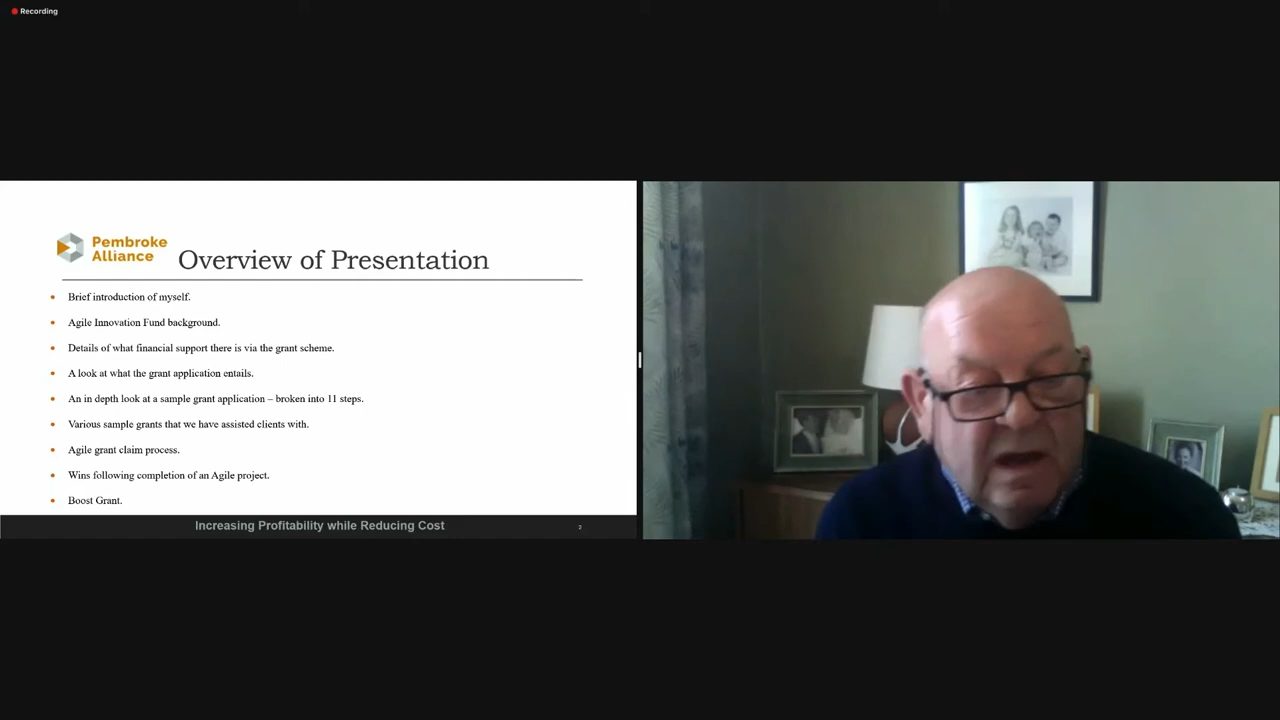 Recording
Pembroke
Alliance
Overview of Presentation
Brief introduction of myself.
Agile Innovation Fund background.
Details of what financial support there is via the grant scheme.
A look at what the grant application entails.
An in depth look at a sample grant application – broken into 11 steps.
Various sample grants that we have assisted clients with.
Agile grant claim process.
Wins following completion of an Agile project.
Boost Grant.
Increasing Profitability while Reducing Cost
2